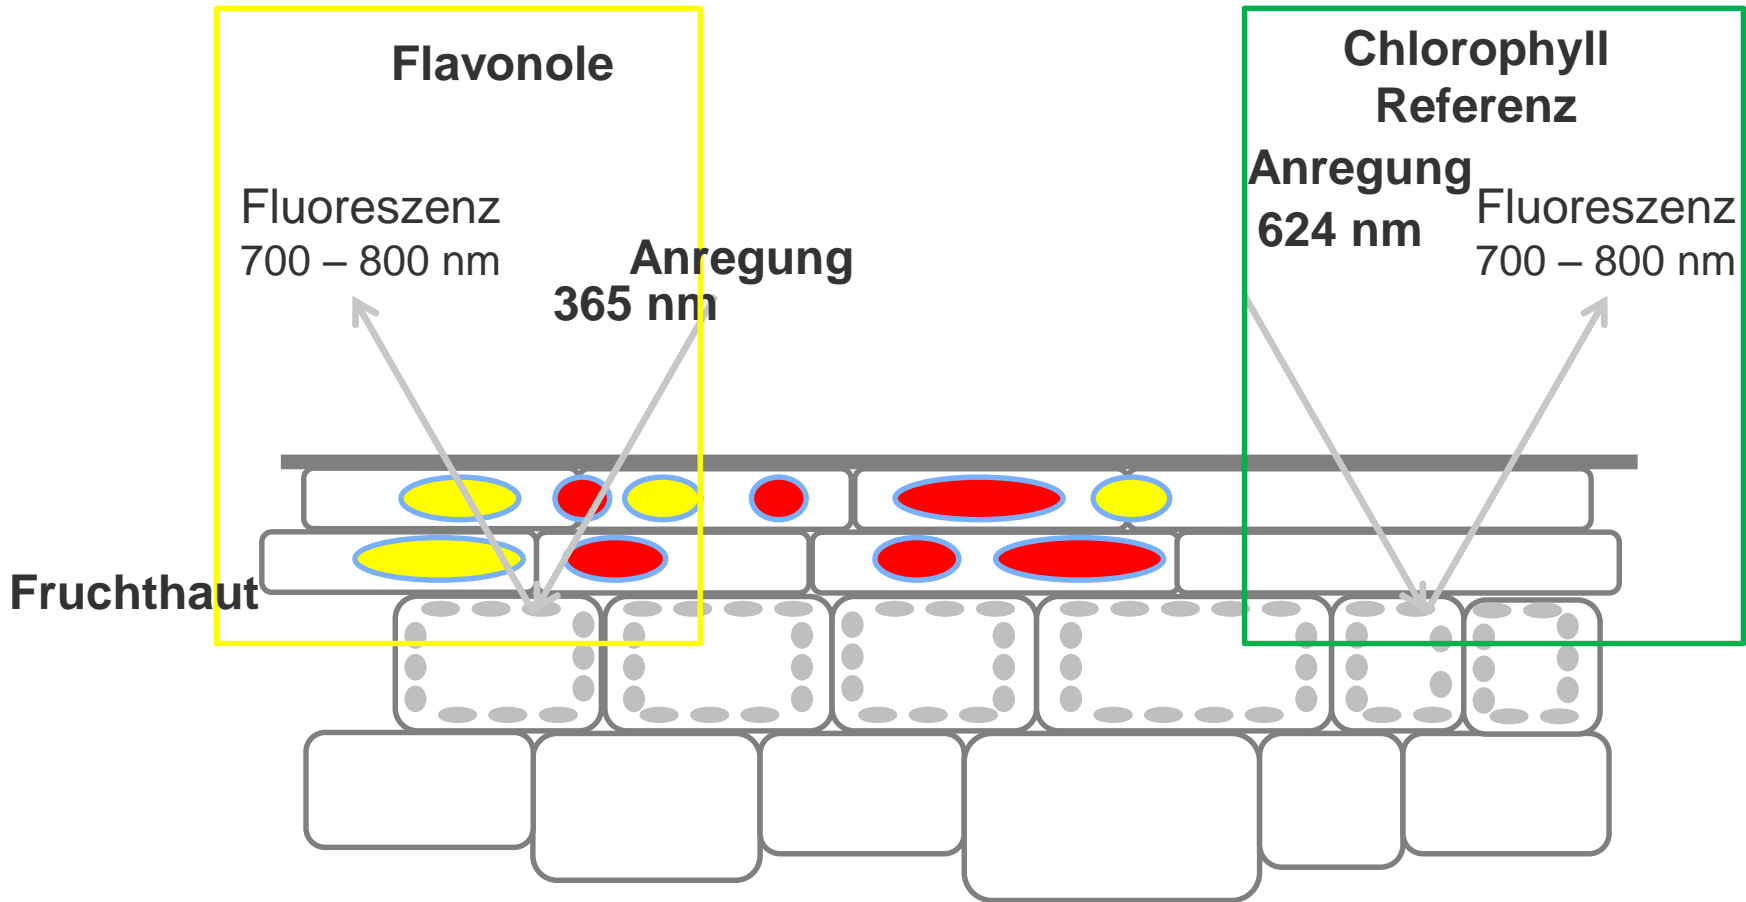 Flavonole
Fluoreszenz
700 – 800 nm
Anregung
365 nm
Chlorophyll
Referenz
Anregung
624 nm
Fluoreszenz
700 – 800 nm
Fruchthaut